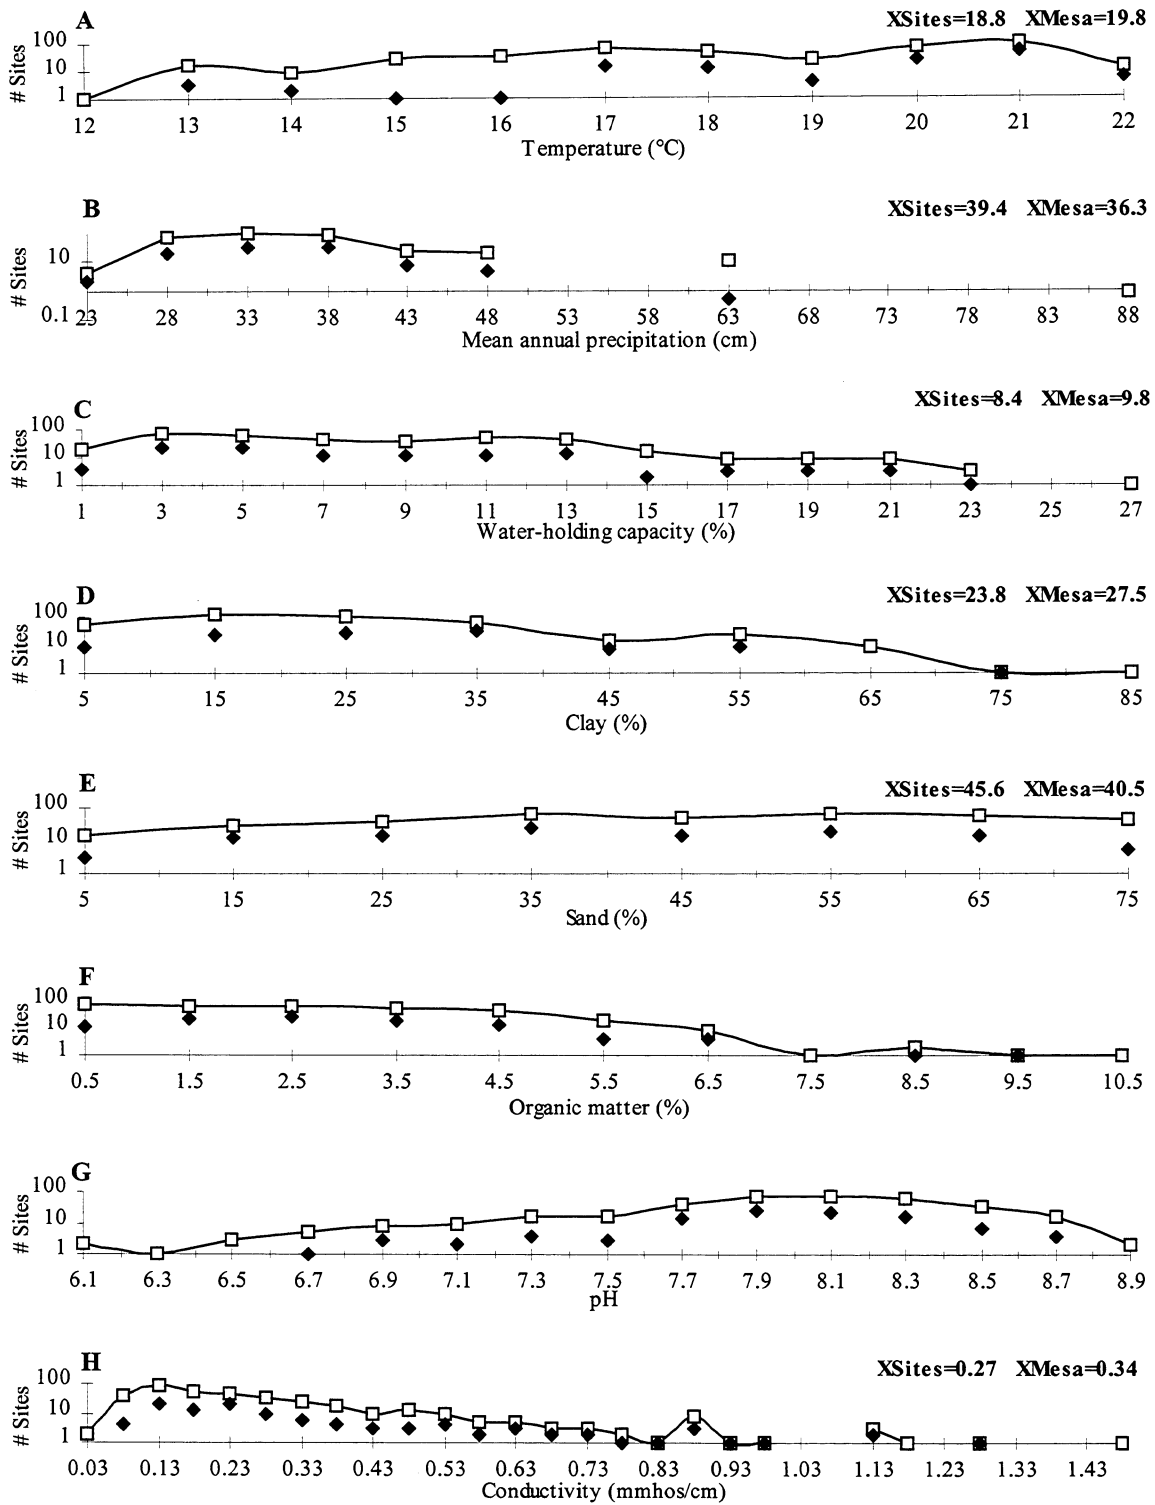 A
XSites=18.8 XMesa=19.8
100
10
1
# Sites
12 13 14 15 16 17 18 19 20 21 22
Temperature (°C)
B
XSites=39.4 XMesa=36.3
10
0.1
# Sites
23 28 33 38 43 48 53 58 63 68 73 78 83 88
Mean annual precipitation (cm)
C
XSites=8.4 XMesa=9.8
100
10
1
# Sites
1 3 5 7 9 11 13 15 17 19 21 23 25 27
Water-holding capacity (%)
D
XSites=23.8 XMesa=27.5
100
10
1
# Sites
5 15 25 35 45 55 65 75 85
Clay (%)
E
XSites=45.6 XMesa=40.5
100
10
1
# Sites
5 15 25 35 45 55 65 75
Sand (%)
F
100
10
1
# Sites
0.5 1.5 2.5 3.5 4.5 5.5 6.5 7.5 8.5 9.5 10.5
Organic matter (%)
G
100
10
1
# Sites
6.1 6.3 6.5 6.7 6.9 7.1 7.3 7.5 7.7 7.9 8.1 8.3 8.5 8.7 8.9
pH
H
XSites=0.27 XMesa=0.34
100
10
1
# Sites
0.03 0.13 0.23 0.33 0.43 0.53 0.63 0.73 0.83 0.93 1.03 1.13 1.23 1.33 1.43
Conductivity (mmhos/cm)